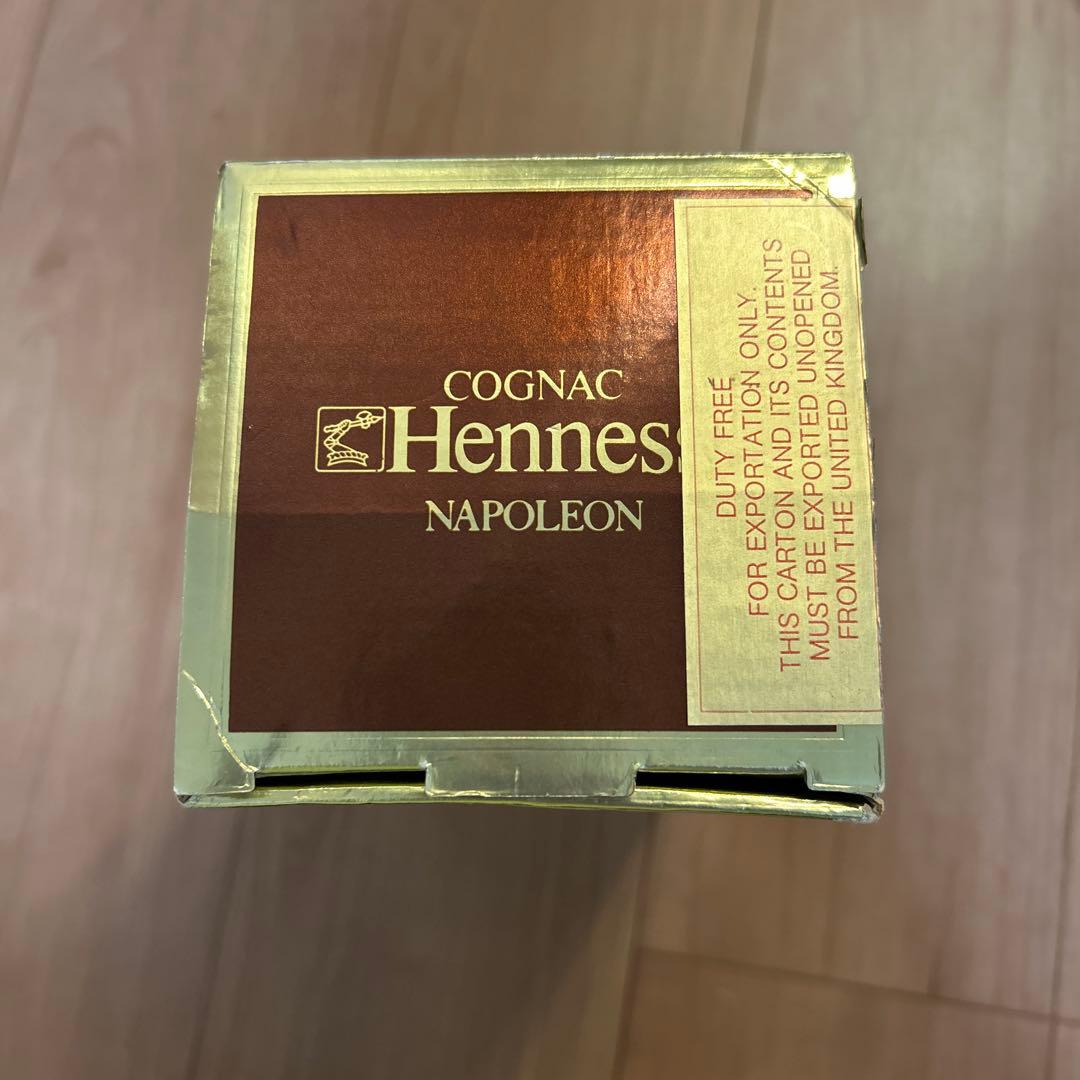 COGNAC
Henness
NAPOLEON
DUTY FREE
FOR EXPORTATION ONLY.
THIS CARTON AND ITS CONTENTS
MUST BE EXPORTED UNOPENED
FROM THE UNITED KINGDOM.